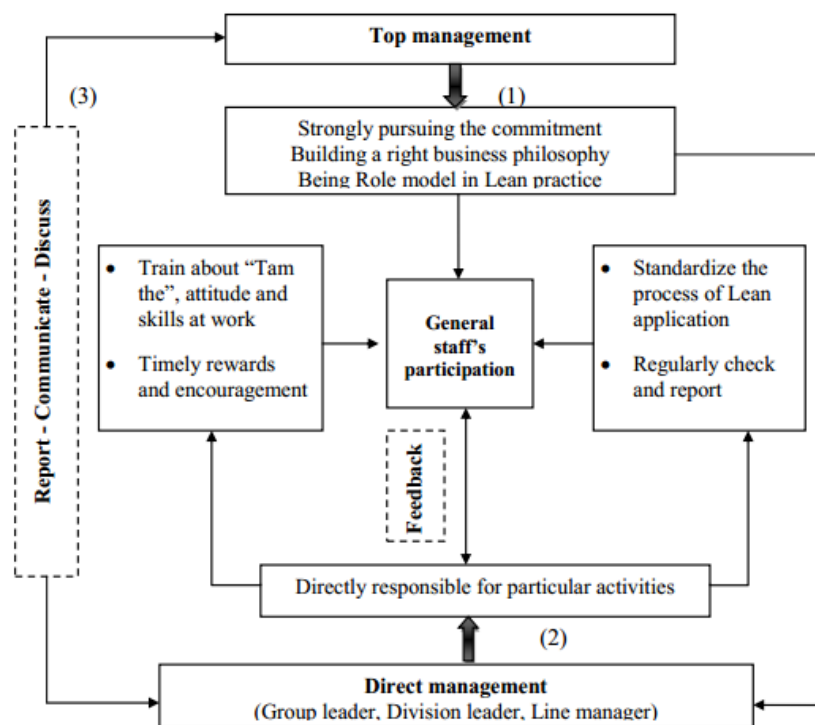 Top management
(3)
(1)
Strongly pursuing the commitment
Building a right business philosophy
Being Role model in Lean practice
Report - Communicate - Discuss
• Train about “Tam
the”, attitude and
skills at work
• Timely rewards
and encouragement
General
staff’s
participation
• Standardize the
process of Lean
application
• Regularly check
and report
Feedback
Directly responsible for particular activities
(2)
Direct management
(Group leader, Division leader, Line manager)